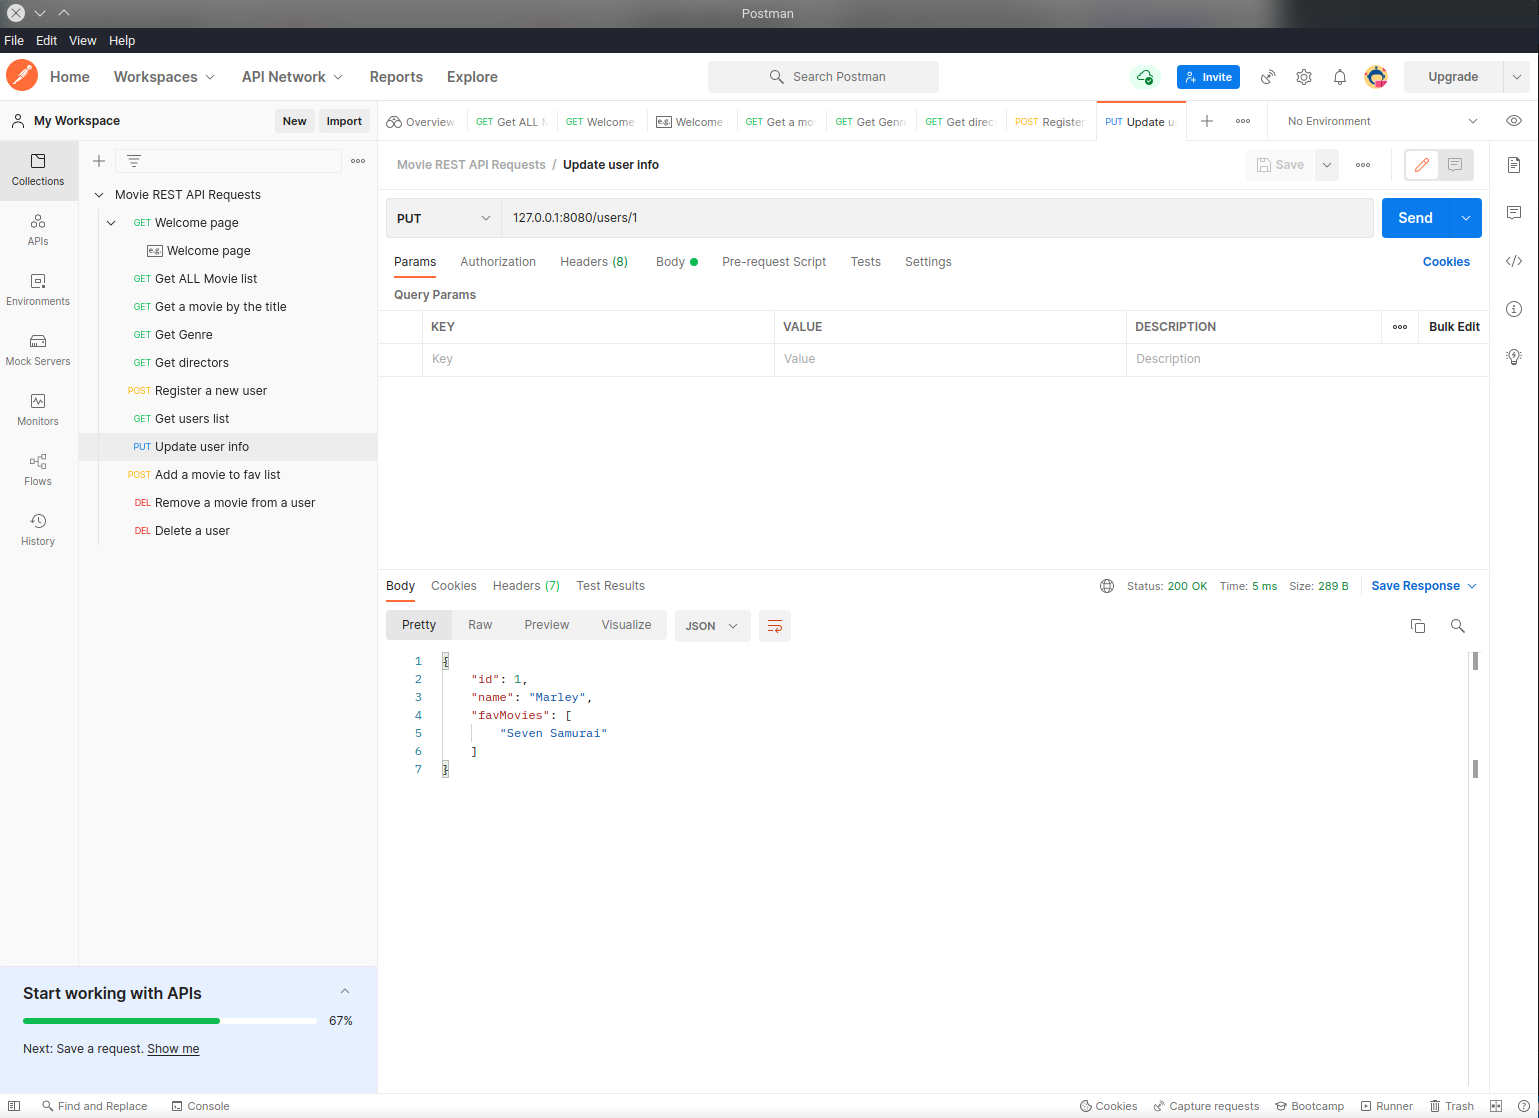 Postman
File Edit View Help
Home Workspaces API Network Reports Explore Search Postman Invite Upgrade
My Workspace New Import
Overview GET Get ALL GET Welcome e.g. Welcome GET Get a mo GET Get Genr GET Get direc POST Register PUT Update u No Environment
Collections
APIs
Environments
Mock Servers
Monitors
Flows
History
Movie REST API Requests
GET Welcome page
e.g. Welcome page
GET Get ALL Movie list
GET Get a movie by the title
GET Get Genre
GET Get directors
POST Register a new user
GET Get users list
PUT Update user info
POST Add a movie to fav list
DEL Remove a movie from a user
DEL Delete a user
Start working with APIs
67%
Next: Save a request. Show me
Movie REST API Requests / Update user info Save
PUT 127.0.0.1:8080/users/1 Send
Params Authorization Headers (8) Body Pre-request Script Tests Settings Cookies
Query Params
KEY VALUE DESCRIPTION Bulk Edit
Key Value Description
Body Cookies Headers (7) Test Results Status: 200 OK Time: 5 ms Size: 289 B Save Response
Pretty Raw Preview Visualize JSON
1 {
2 "id": 1,
3 "name": "Marley",
4 "favMovies": [
5 "Seven Samurai"
6 ]
7 }
Find and Replace Console Cookies Capture requests Bootcamp Runner Trash